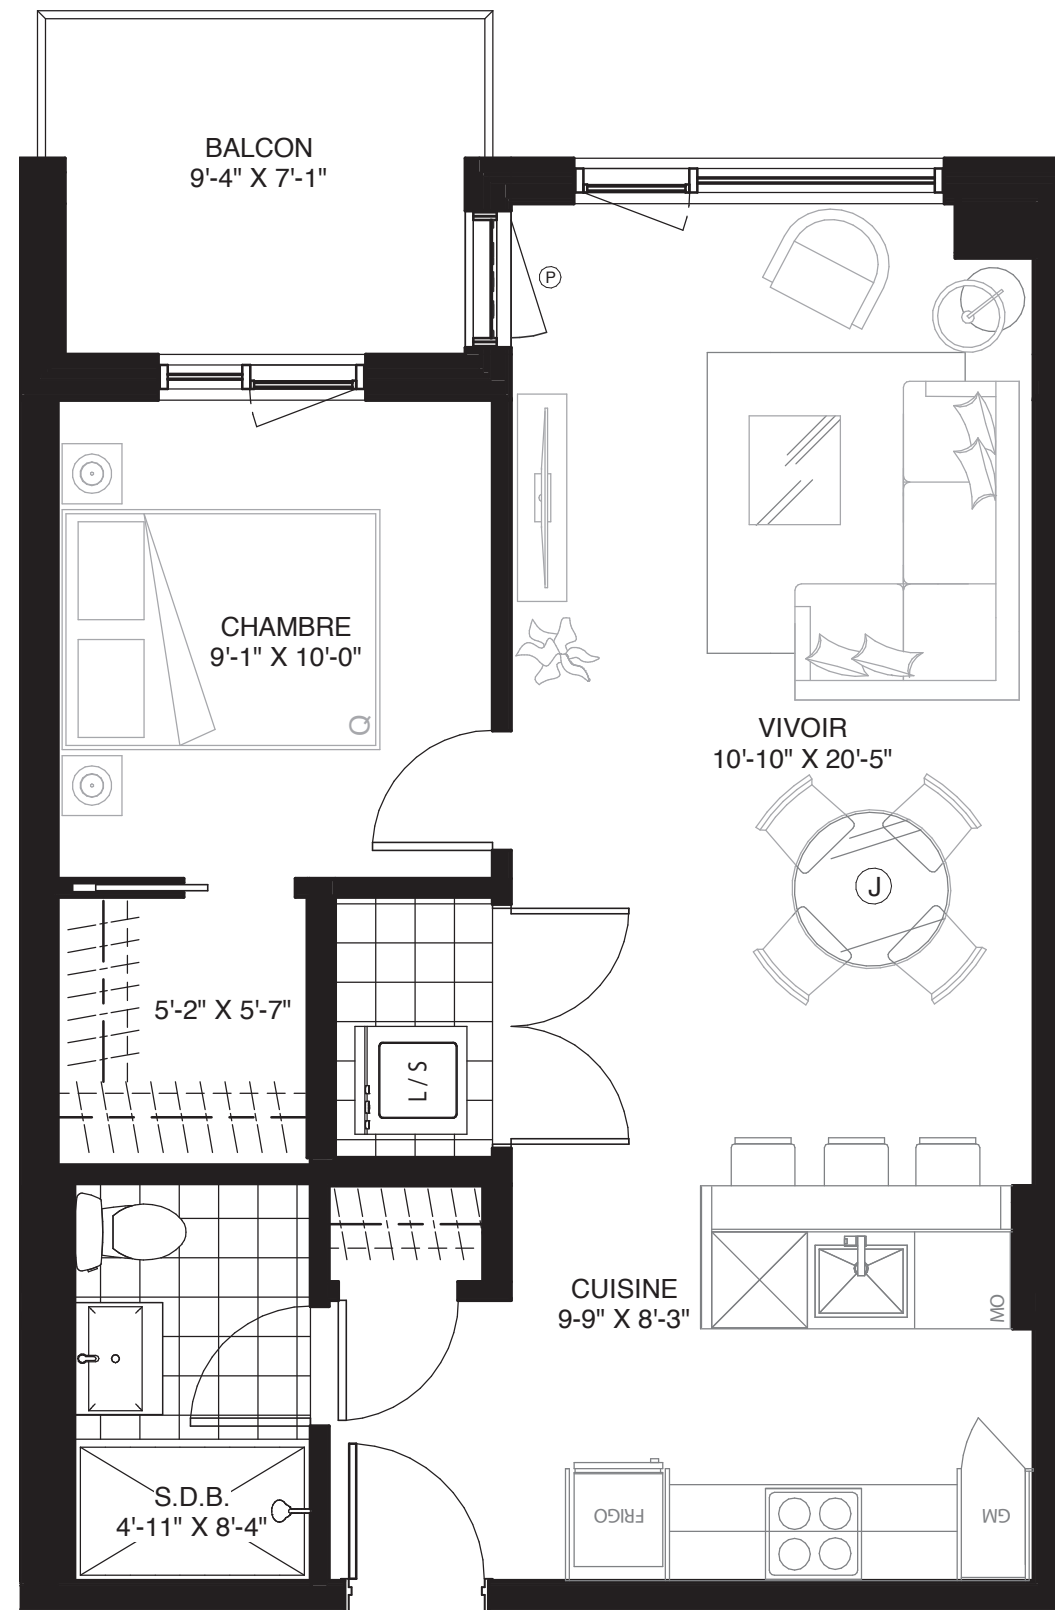 BALCON
9'-4" X 7'-1"
P
CHAMBRE
9'-1" X 10'-0"
Q
VIVOIR
10'-10" X 20'-5"
J
5'-2" X 5'-7"
L/S
CUISINE
9-9" X 8'-3"
MO
S.D.B.
4'-11" X 8'-4"
FRIGO
GM